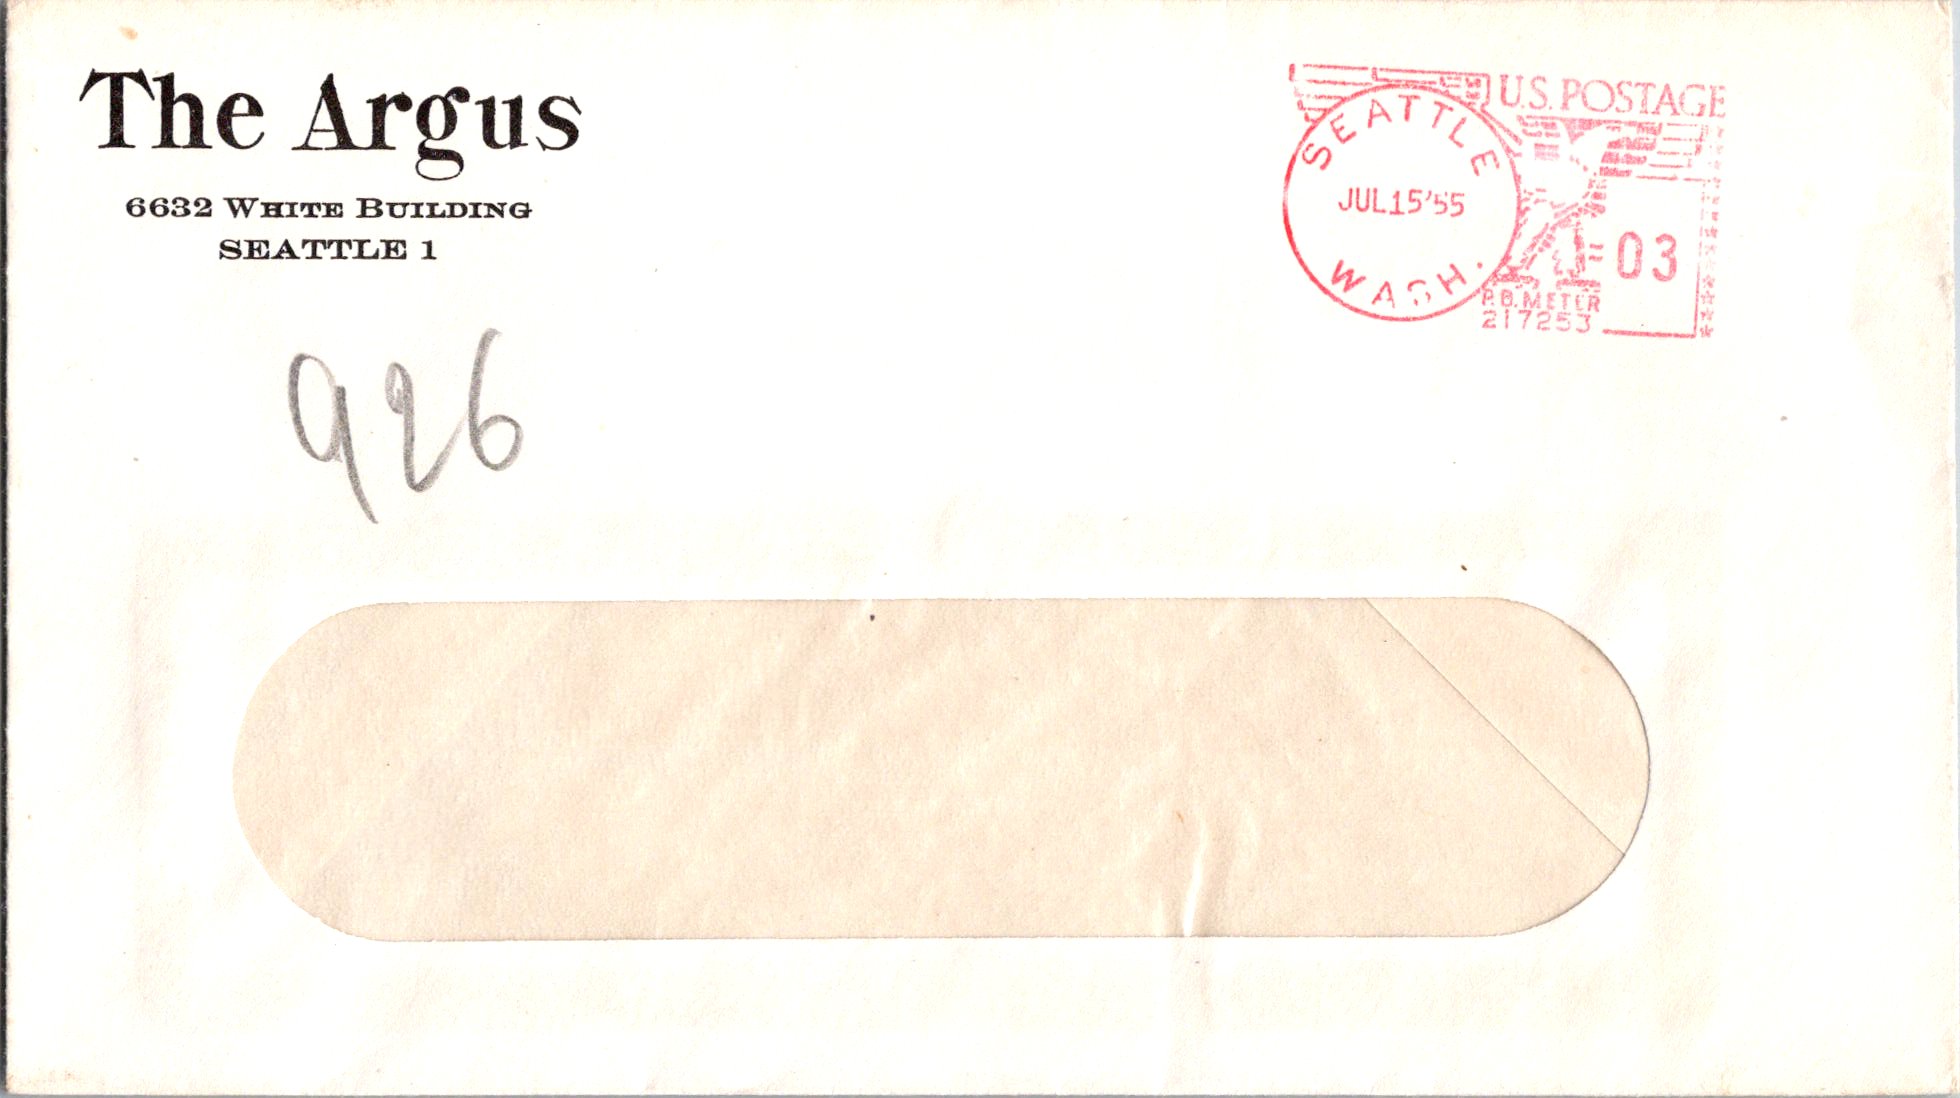 The Argus
6632 White Building
SEATTLE 1
U.S. POSTAGE
SEATTLE
JUL 15 '55
WASH.
03
P.B. METER
217253
926